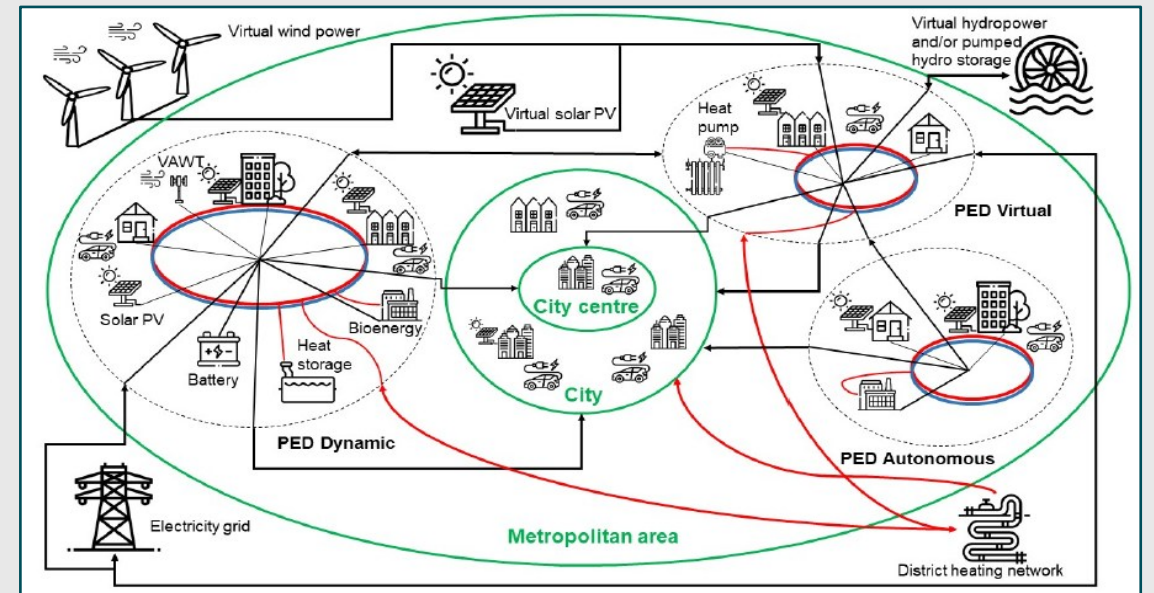 Virtual wind power
Virtual hydropower
and/or pumped
hydro storage
Virtual solar PV
Heat
pump
VAWT
PED Virtual
Solar PV
Bioenergy
City centre
Battery
Heat
storage
City
PED Dynamic
PED Autonomous
Electricity grid
Metropolitan area
District heating network